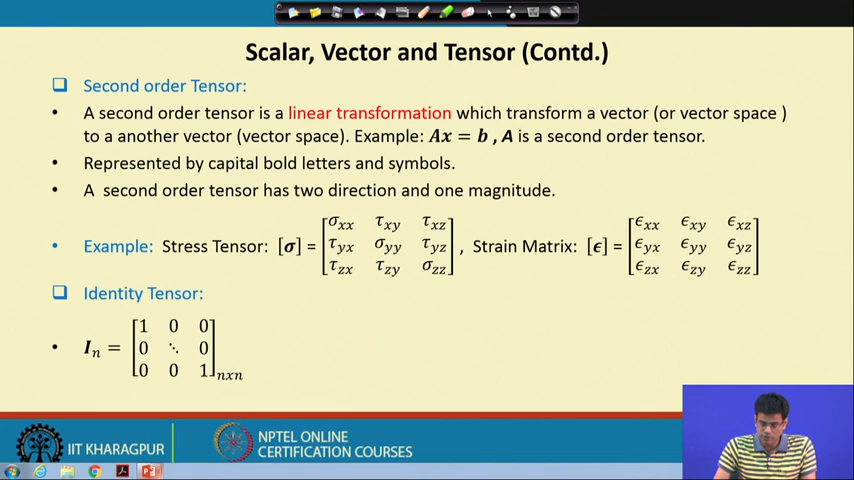 Scalar, Vector and Tensor (Contd.)
❑ Second order Tensor:
• A second order tensor is a linear transformation which transform a vector (or vector space )
to a another vector (vector space). Example: Ax = b , A is a second order tensor.
• Represented by capital bold letters and symbols.
• A second order tensor has two direction and one magnitude.
• Example: Stress Tensor: [σ] = [σxx τxy τxz; τyx σyy τyz; τzx τzy σzz] , Strain Matrix: [ϵ] = [ϵxx ϵxy ϵxz; ϵyx ϵyy ϵyz; ϵzx ϵzy ϵzz]
❑ Identity Tensor:
• In = [1 0 0; 0 ⋱ 0; 0 0 1]nxn
IIT KHARAGPUR
NPTEL ONLINE
CERTIFICATION COURSES